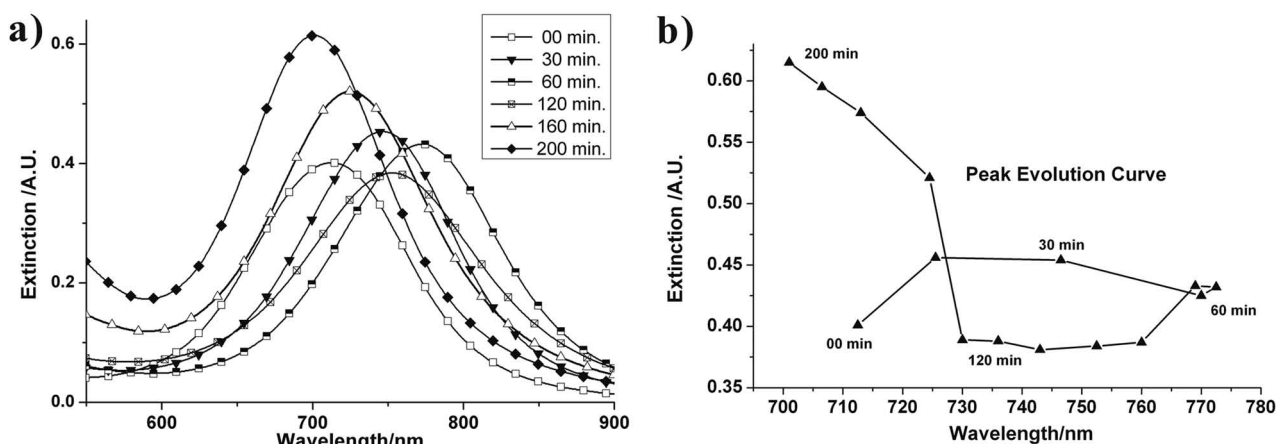 a)
Extinction /A.U.
0.6
0.4
0.2
0.0
600
700
800
900
Wavelength/nm
00 min.
30 min.
60 min.
120 min.
160 min.
200 min.
b)
Extinction /A.U.
0.60
0.55
0.50
0.45
0.40
0.35
700
710
720
730
740
750
760
770
780
Wavelength/nm
Peak Evolution Curve
200 min
30 min
60 min
00 min
120 min